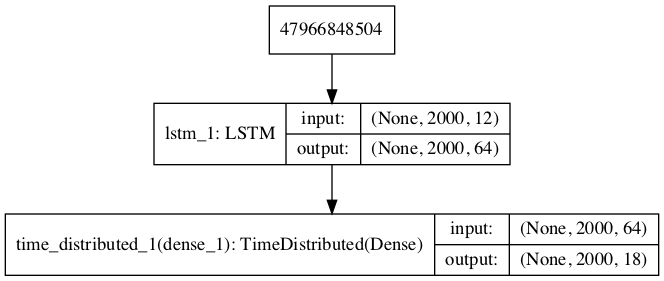 47966848504
lstm_1: LSTM
input:
(None, 2000, 12)
output:
(None, 2000, 64)
time_distributed_1(dense_1): TimeDistributed(Dense)
input:
(None, 2000, 64)
output:
(None, 2000, 18)